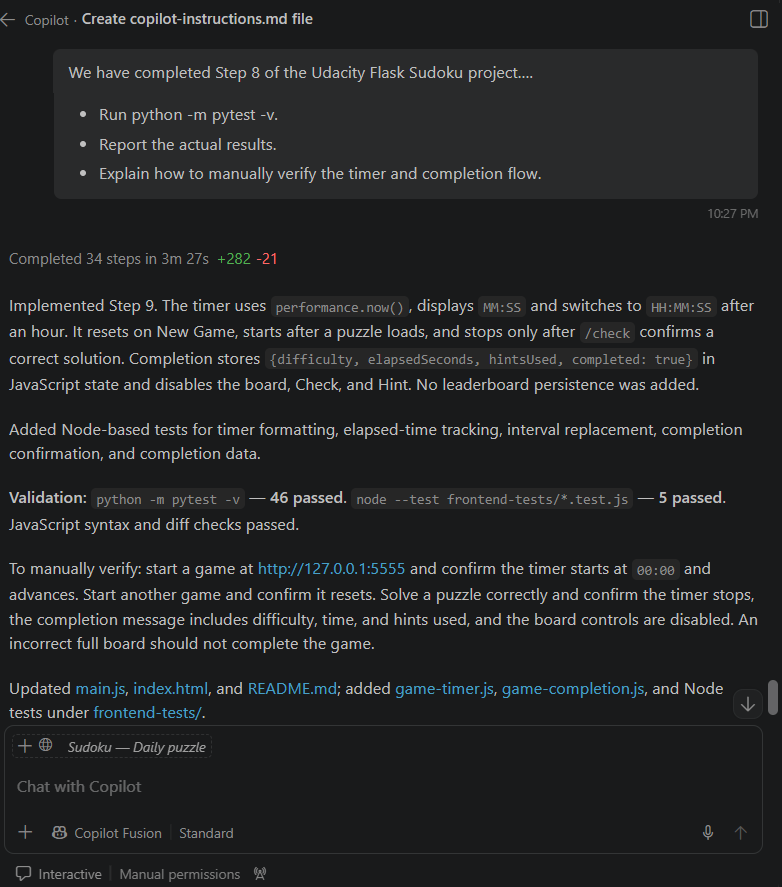 Copilot · Create copilot-instructions.md file
We have completed Step 8 of the Udacity Flask Sudoku project....
• Run python -m pytest -v.
• Report the actual results.
• Explain how to manually verify the timer and completion flow.
10:27 PM
Completed 34 steps in 3m 27s +282 -21
Implemented Step 9. The timer uses performance.now(), displays MM:SS and switches to HH:MM:SS after
an hour. It resets on New Game, starts after a puzzle loads, and stops only after /check confirms a
correct solution. Completion stores {difficulty, elapsedSeconds, hintsUsed, completed: true} in
JavaScript state and disables the board, Check, and Hint. No leaderboard persistence was added.
Added Node-based tests for timer formatting, elapsed-time tracking, interval replacement, completion
confirmation, and completion data.
Validation: python -m pytest -v — 46 passed. node --test frontend-tests/*.test.js — 5 passed.
JavaScript syntax and diff checks passed.
To manually verify: start a game at http://127.0.0.1:5555 and confirm the timer starts at 00:00 and
advances. Start another game and confirm it resets. Solve a puzzle correctly and confirm the timer stops,
the completion message includes difficulty, time, and hints used, and the board controls are disabled. An
incorrect full board should not complete the game.
Updated main.js, index.html, and README.md; added game-timer.js, game-completion.js, and Node
tests under frontend-tests/.
Sudoku — Daily puzzle
Chat with Copilot
Copilot Fusion Standard
Interactive Manual permissions